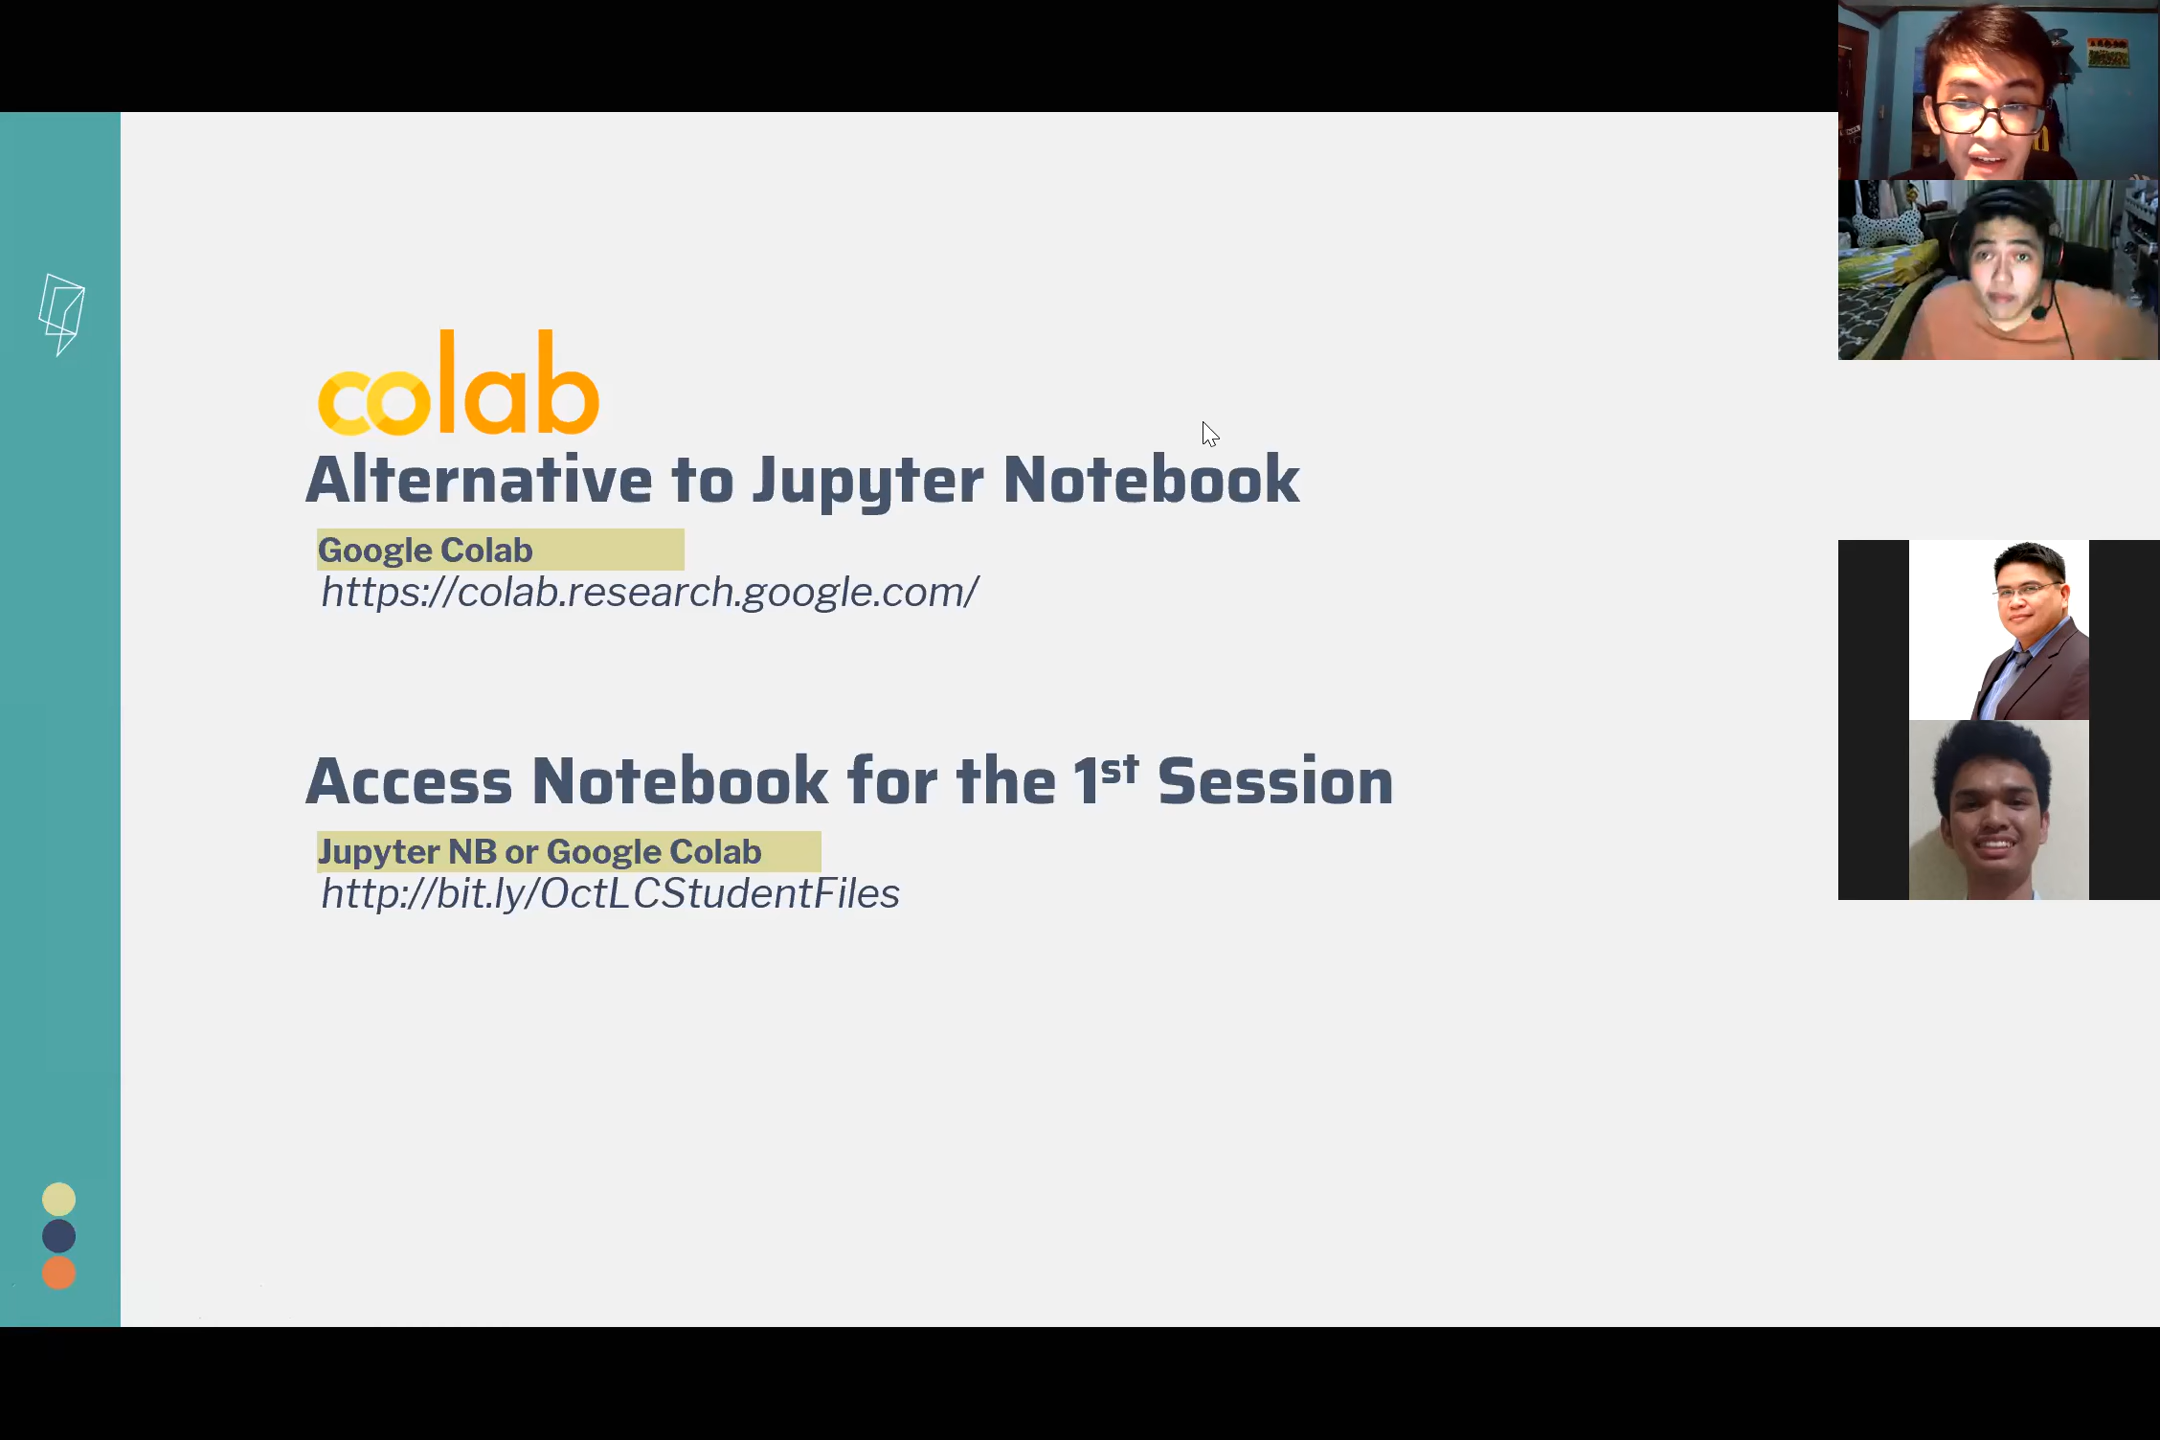 colab
Alternative to Jupyter Notebook
Google Colab
https://colab.research.google.com/
Access Notebook for the 1st Session
Jupyter NB or Google Colab
http://bit.ly/OctLCStudentFiles